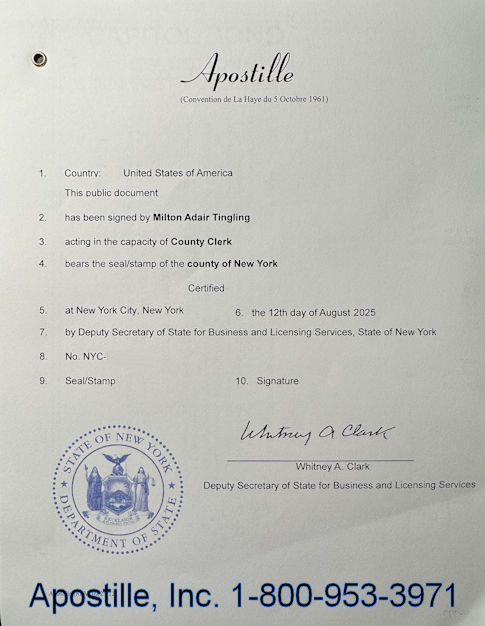 Apostille
(Convention de La Haye du 5 Octobre 1961)
1. Country: United States of America
This public document
2. has been signed by Milton Adair Tingling
3. acting in the capacity of County Clerk
4. bears the seal/stamp of the county of New York
Certified
5. at New York City, New York
6. the 12th day of August 2025
7. by Deputy Secretary of State for Business and Licensing Services, State of New York
8. No. NYC-
9. Seal/Stamp
10. Signature
Whitney A Clark
Whitney A. Clark
Deputy Secretary of State for Business and Licensing Services
STATE OF NEW YORK
EXCELSIOR
DEPARTMENT OF STATE
Apostille, Inc. 1-800-953-3971